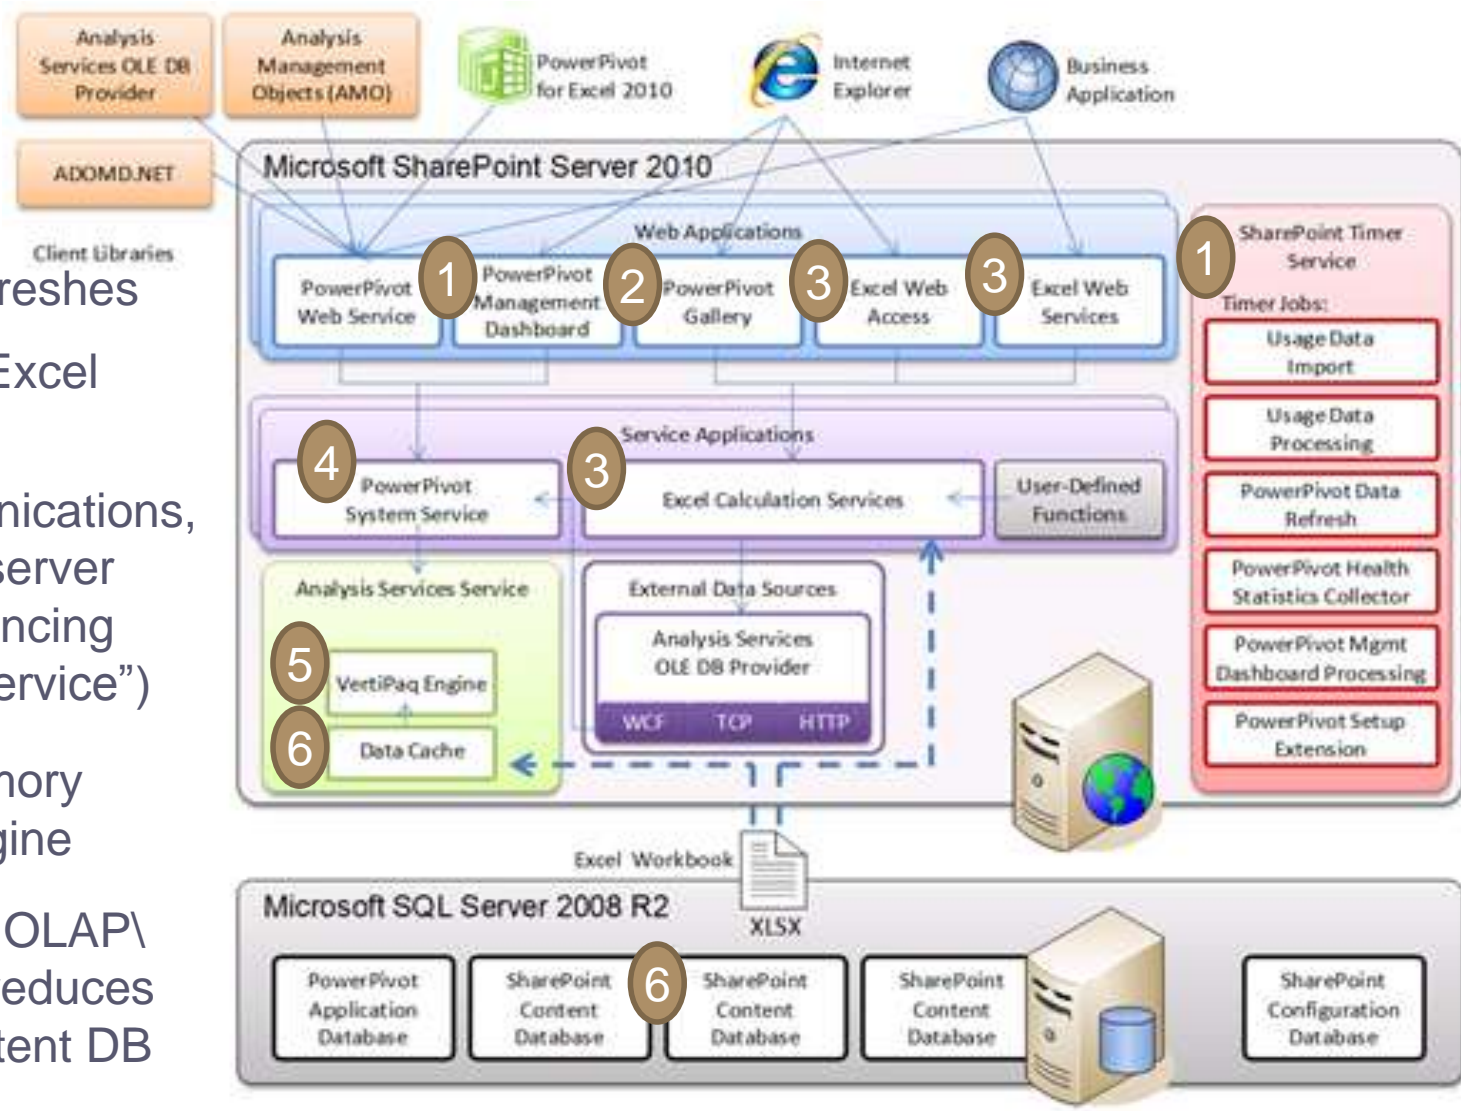 Analysis
Services OLE DB
Provider
Analysis
Management
Objects (AMO)
PowerPivot
for Excel 2010
Internet
Explorer
Business
Application
ADOMD.NET
Client Libraries
Microsoft SharePoint Server 2010
Web Applications
PowerPivot
Web Service
1
PowerPivot
Management
Dashboard
2
PowerPivot
Gallery
3
Excel Web
Access
3
Excel Web
Services
1
SharePoint Timer
Service
Timer Jobs:
Usage Data
Import
Usage Data
Processing
PowerPivot Data
Refresh
PowerPivot Health
Statistics Collector
PowerPivot Mgmt
Dashboard Processing
PowerPivot Setup
Extension
Service Applications
4
PowerPivot
System Service
3
Excel Calculation Services
User-Defined
Functions
Analysis Services Service
5
VertiPaq Engine
6
Data Cache
External Data Sources
Analysis Services
OLE DB Provider
WCF TCP HTTP
Excel Workbook
XLSX
Microsoft SQL Server 2008 R2
PowerPivot
Application
Database
SharePoint
Content
Database
6
SharePoint
Content
Database
SharePoint
Content
Database
SharePoint
Configuration
Database
reshes
Excel
nications,
server
ncing
ervice”)
nory
gine
OLAP\
reduces
tent DB